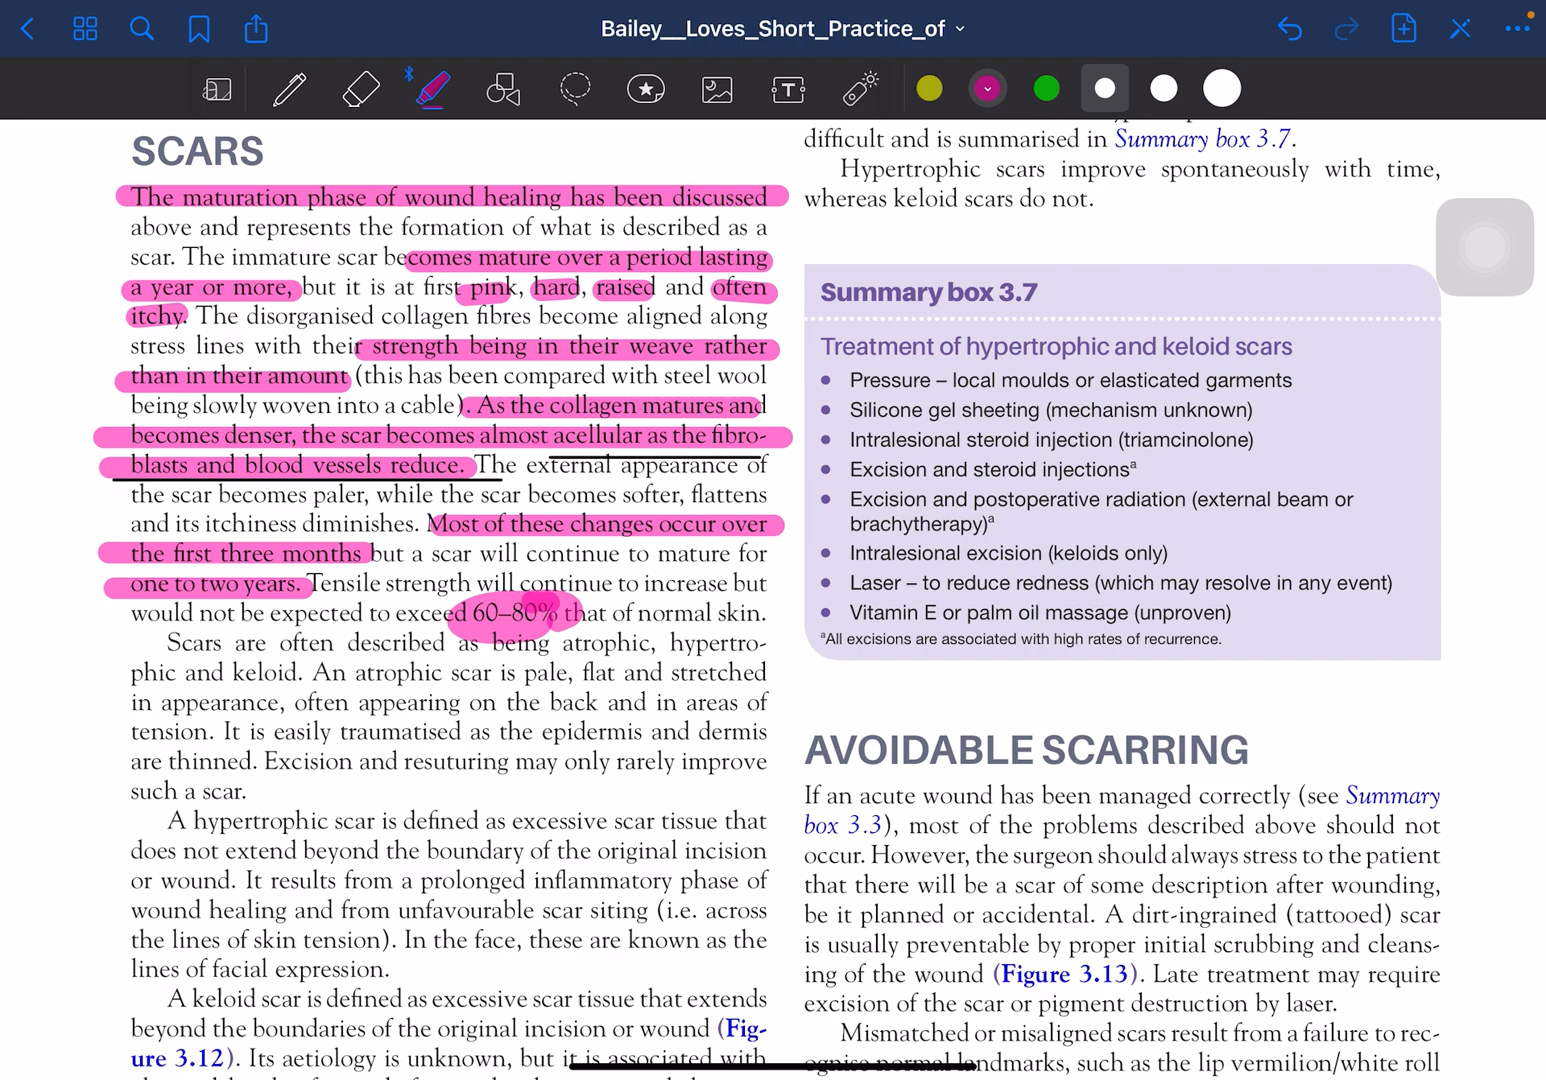 Bailey__Loves_Short_Practice_of
T
SCARS
The maturation phase of wound healing has been discussed
above and represents the formation of what is described as a
scar. The immature scar becomes mature over a period lasting
a year or more, but it is at first pink, hard, raised and often
itchy. The disorganised collagen fibres become aligned along
stress lines with their strength being in their weave rather
than in their amount (this has been compared with steel wool
being slowly woven into a cable). As the collagen matures and
becomes denser, the scar becomes almost acellular as the fibro-
blasts and blood vessels reduce. The external appearance of
the scar becomes paler, while the scar becomes softer, flattens
and its itchiness diminishes. Most of these changes occur over
the first three months but a scar will continue to mature for
one to two years. Tensile strength will continue to increase but
would not be expected to exceed 60–80% that of normal skin.
Scars are often described as being atrophic, hypertro-
phic and keloid. An atrophic scar is pale, flat and stretched
in appearance, often appearing on the back and in areas of
tension. It is easily traumatised as the epidermis and dermis
are thinned. Excision and resuturing may only rarely improve
such a scar.
A hypertrophic scar is defined as excessive scar tissue that
does not extend beyond the boundary of the original incision
or wound. It results from a prolonged inflammatory phase of
wound healing and from unfavourable scar siting (i.e. across
the lines of skin tension). In the face, these are known as the
lines of facial expression.
A keloid scar is defined as excessive scar tissue that extends
beyond the boundaries of the original incision or wound (Fig-
ure 3.12). Its aetiology is unknown, but it is associated with
difficult and is summarised in Summary box 3.7.
Hypertrophic scars improve spontaneously with time,
whereas keloid scars do not.
Summary box 3.7
Treatment of hypertrophic and keloid scars
• Pressure – local moulds or elasticated garments
• Silicone gel sheeting (mechanism unknown)
• Intralesional steroid injection (triamcinolone)
• Excision and steroid injectionsᵃ
• Excision and postoperative radiation (external beam or
brachytherapy)ᵃ
• Intralesional excision (keloids only)
• Laser – to reduce redness (which may resolve in any event)
• Vitamin E or palm oil massage (unproven)
ᵃAll excisions are associated with high rates of recurrence.
AVOIDABLE SCARRING
If an acute wound has been managed correctly (see Summary
box 3.3), most of the problems described above should not
occur. However, the surgeon should always stress to the patient
that there will be a scar of some description after wounding,
be it planned or accidental. A dirt-ingrained (tattooed) scar
is usually preventable by proper initial scrubbing and cleans-
ing of the wound (Figure 3.13). Late treatment may require
excision of the scar or pigment destruction by laser.
Mismatched or misaligned scars result from a failure to rec-
ognise normal landmarks, such as the lip vermilion/white roll